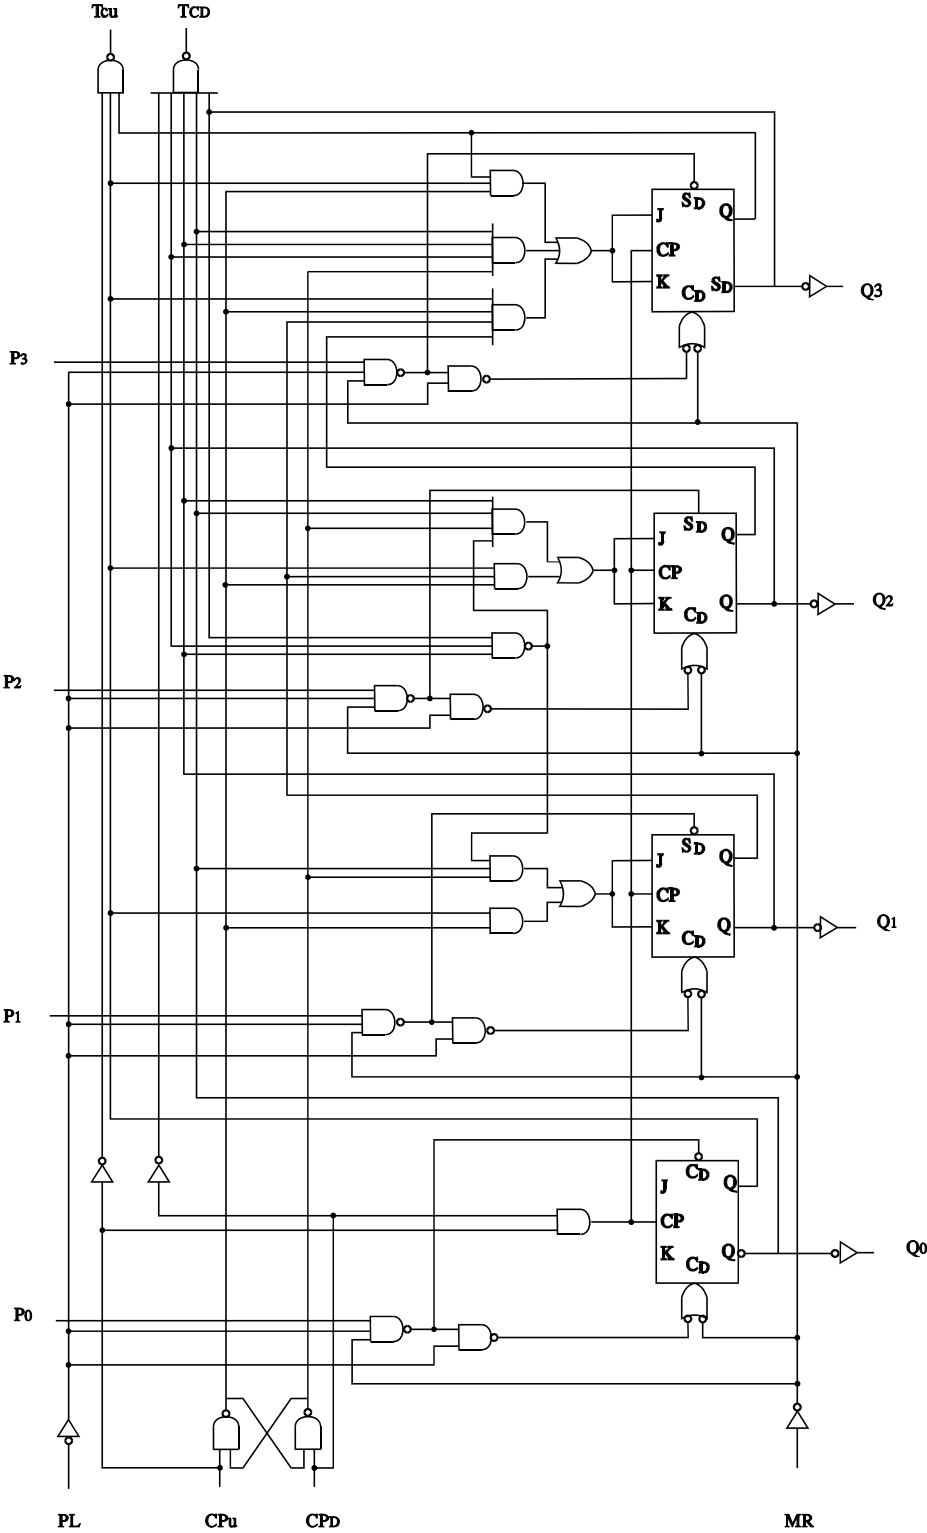 Tcu TCD
SD
J Q
CP
K CD SD
Q3
P3
SD
J Q
CP
K CD Q
Q2
P2
SD
J Q
CP
K CD Q
Q1
P1
CD
J Q
CP
K CD Q
Q0
P0
PL CPu CPD MR